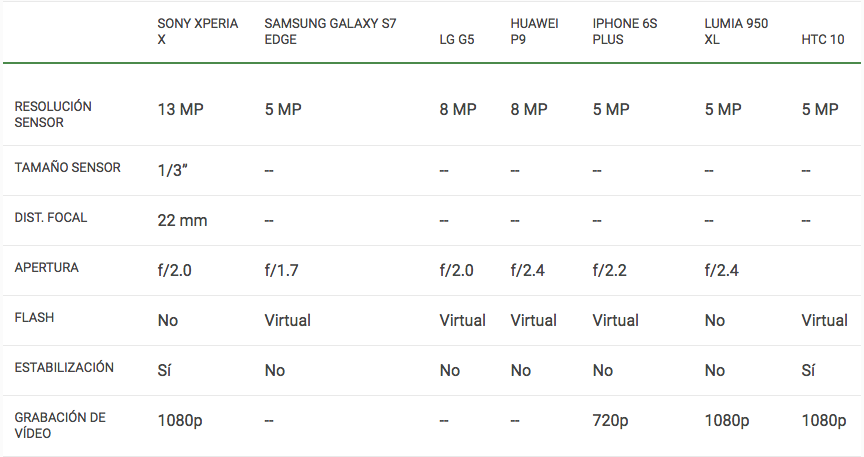 SONY XPERIA X SAMSUNG GALAXY S7 EDGE LG G5 HUAWEI P9 IPHONE 6S PLUS LUMIA 950 XL HTC 10
RESOLUCIÓN SENSOR 13 MP 5 MP 8 MP 8 MP 5 MP 5 MP 5 MP
TAMAÑO SENSOR 1/3” -- -- -- -- -- --
DIST. FOCAL 22 mm -- -- -- -- -- --
APERTURA f/2.0 f/1.7 f/2.0 f/2.4 f/2.2 f/2.4
FLASH No Virtual Virtual Virtual Virtual No Virtual
ESTABILIZACIÓN Sí No No No No No Sí
GRABACIÓN DE VÍDEO 1080p -- -- -- 720p 1080p 1080p